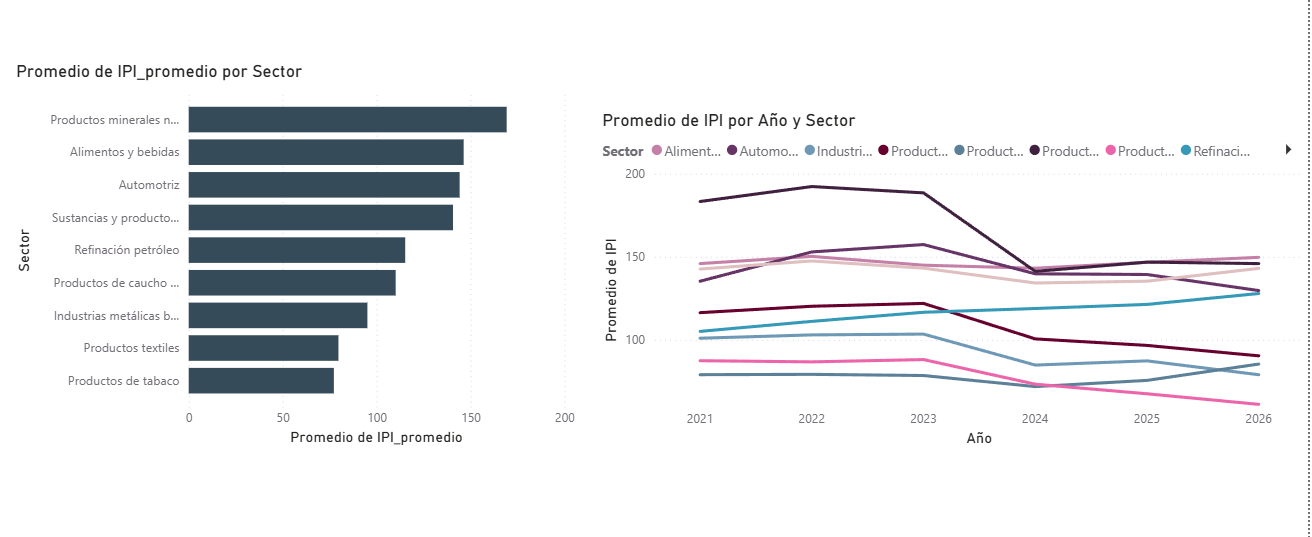 Promedio de IPI_promedio por Sector
Sector
Productos minerales n...
Alimentos y bebidas
Automotriz
Sustancias y producto...
Refinación petróleo
Productos de caucho ...
Industrias metálicas b...
Productos textiles
Productos de tabaco
0 50 100 150 200
Promedio de IPI_promedio
Promedio de IPI por Año y Sector
Sector Aliment... Automo... Industri... Product... Product... Product... Product... Refinaci...
Promedio de IPI
200
150
100
2021 2022 2023 2024 2025 2026
Año